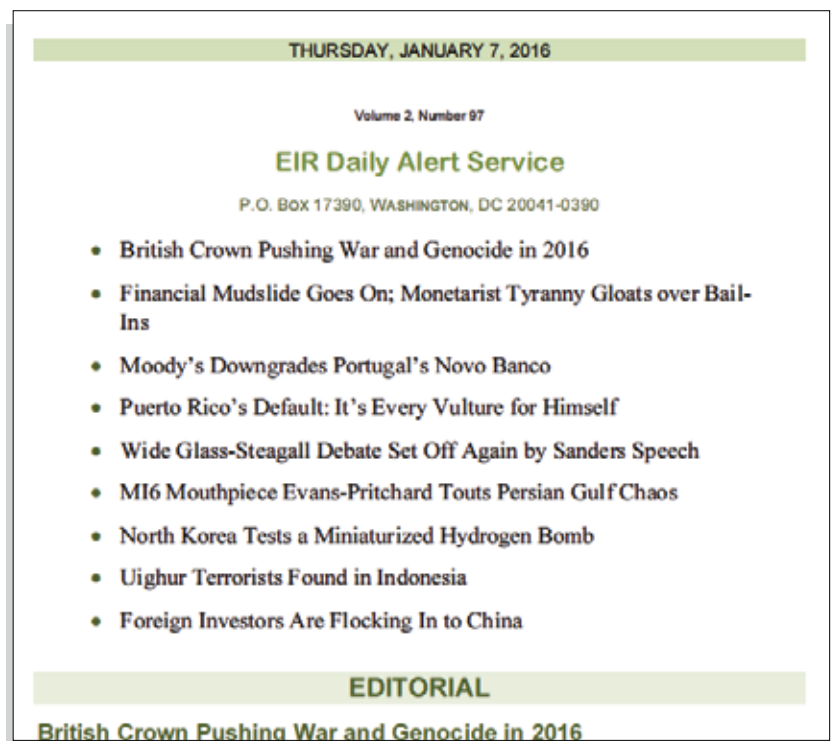 THURSDAY, JANUARY 7, 2016
Volume 2, Number 97
EIR Daily Alert Service
P.O. BOX 17390, WASHINGTON, DC 20041-0390
• British Crown Pushing War and Genocide in 2016
• Financial Mudslide Goes On; Monetarist Tyranny Gloats over Bail-
Ins
• Moody's Downgrades Portugal's Novo Banco
• Puerto Rico's Default: It's Every Vulture for Himself
• Wide Glass-Steagall Debate Set Off Again by Sanders Speech
• MI6 Mouthpiece Evans-Pritchard Touts Persian Gulf Chaos
• North Korea Tests a Miniaturized Hydrogen Bomb
• Uighur Terrorists Found in Indonesia
• Foreign Investors Are Flocking In to China
EDITORIAL
British Crown Pushing War and Genocide in 2016